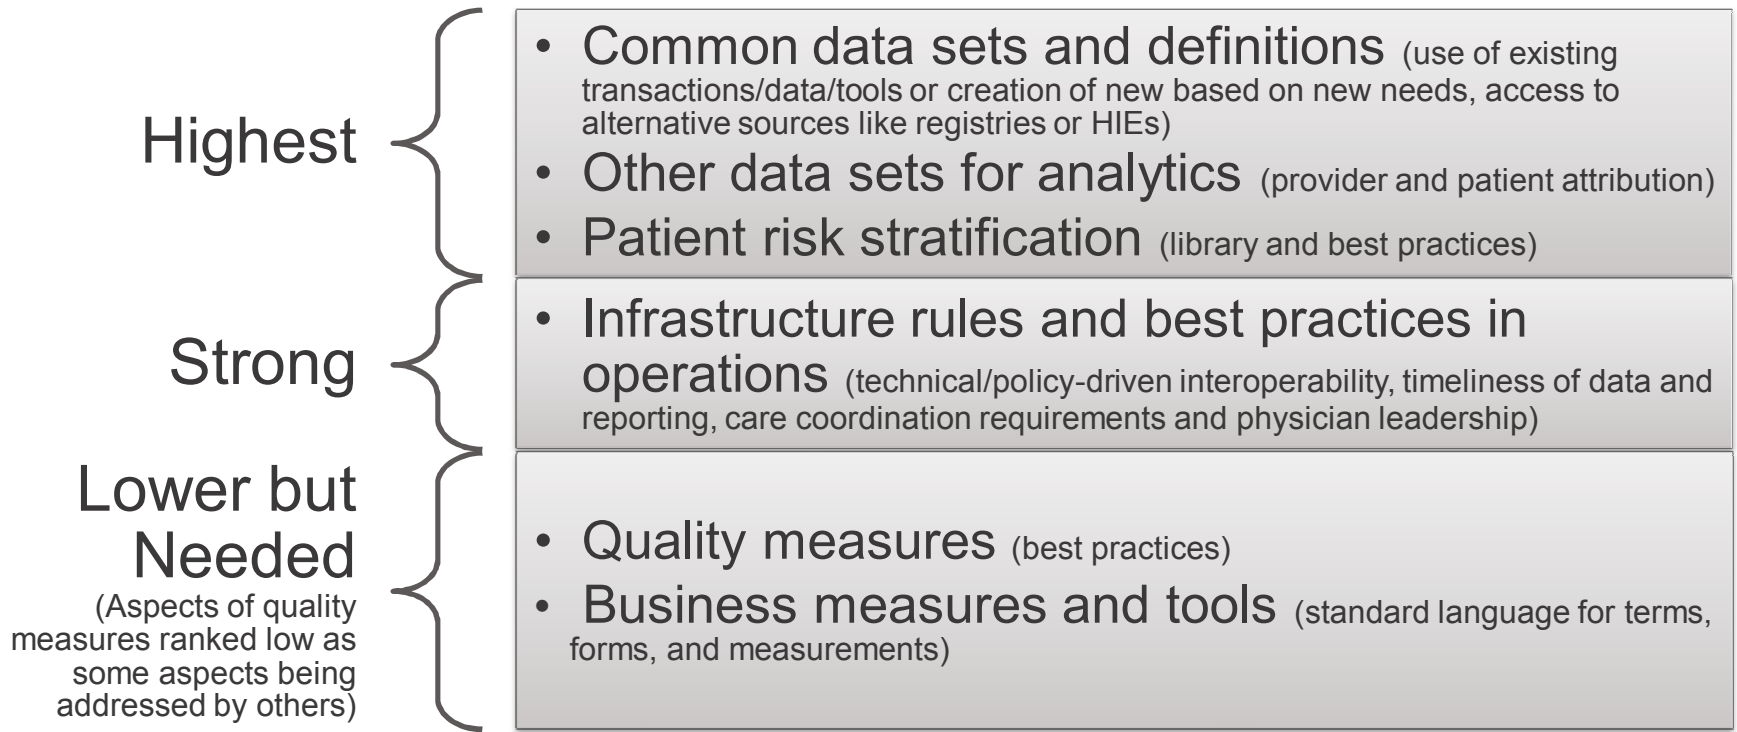 Highest
• Common data sets and definitions (use of existing
transactions/data/tools or creation of new based on new needs, access to
alternative sources like registries or HIEs)
• Other data sets for analytics (provider and patient attribution)
• Patient risk stratification (library and best practices)
Strong
• Infrastructure rules and best practices in
operations (technical/policy-driven interoperability, timeliness of data and
reporting, care coordination requirements and physician leadership)
Lower but
Needed
(Aspects of quality
measures ranked low as
some aspects being
addressed by others)
• Quality measures (best practices)
• Business measures and tools (standard language for terms,
forms, and measurements)